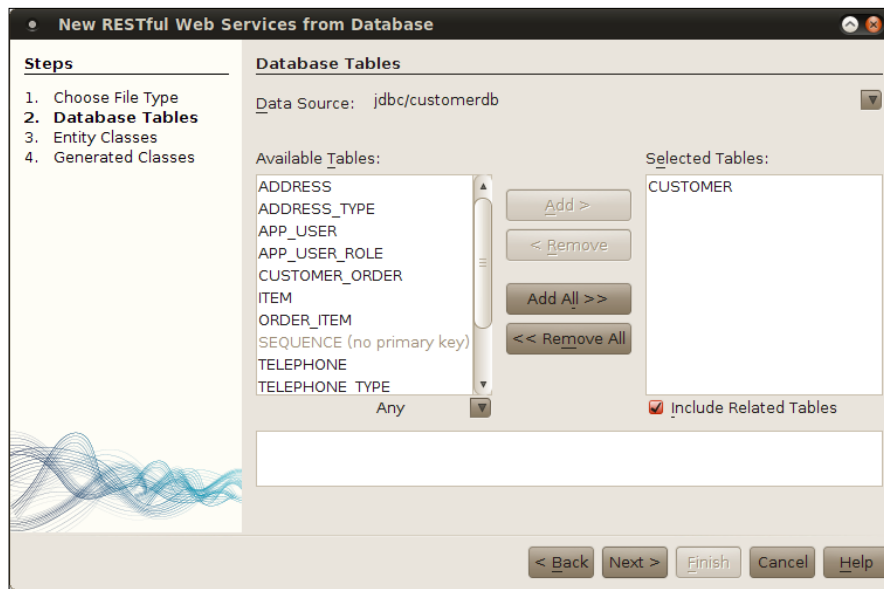 New RESTful Web Services from Database
Steps
1. Choose File Type
2. Database Tables
3. Entity Classes
4. Generated Classes
Database Tables
Data Source: jdbc/customerdb
Available Tables:
ADDRESS
ADDRESS_TYPE
APP_USER
APP_USER_ROLE
CUSTOMER_ORDER
ITEM
ORDER_ITEM
SEQUENCE (no primary key)
TELEPHONE
TELEPHONE_TYPE
Any
Add >
< Remove
Add All >>
<< Remove All
Selected Tables:
CUSTOMER
Include Related Tables
< Back Next > Finish Cancel Help